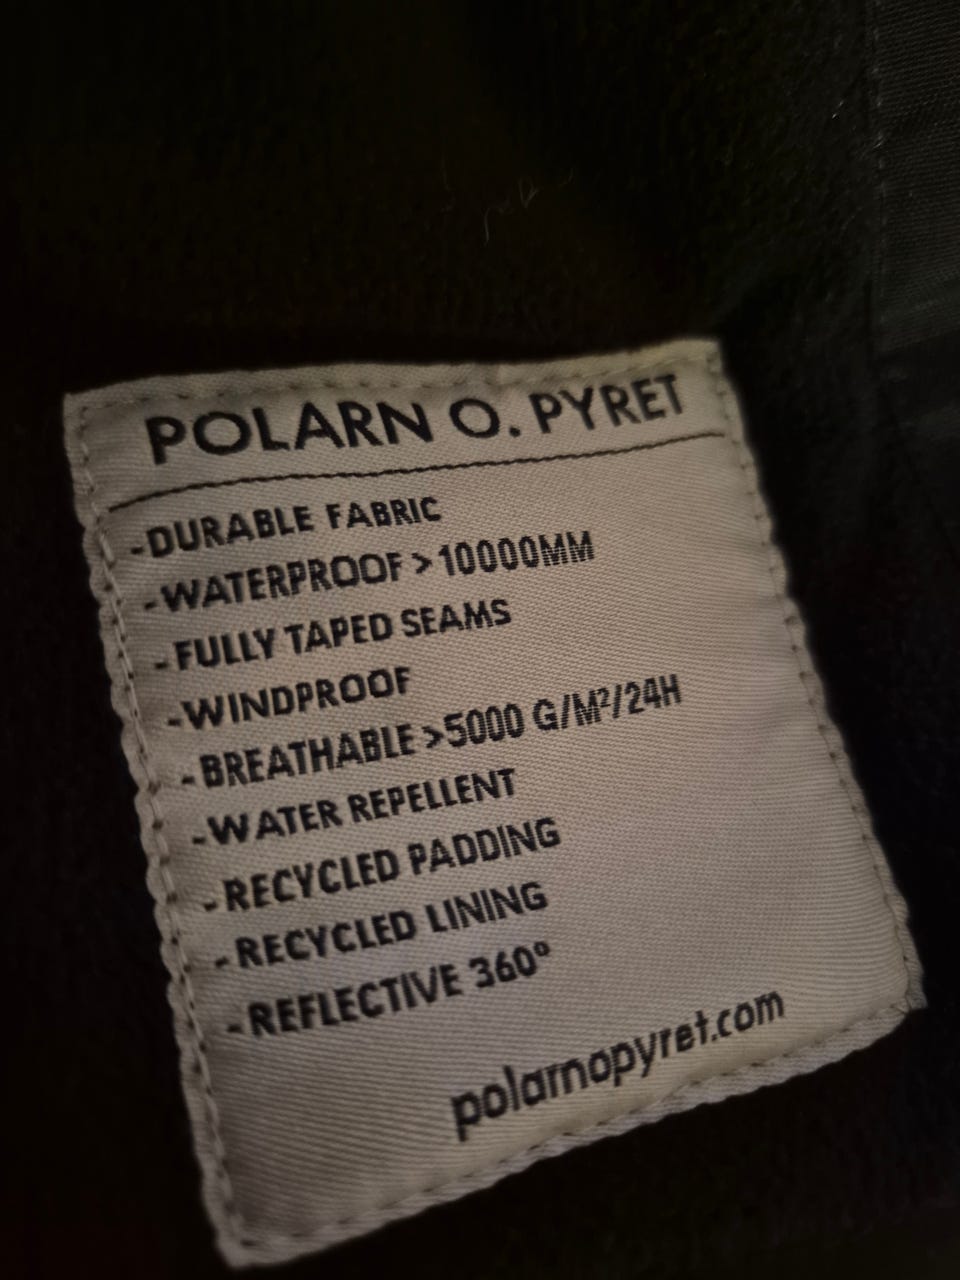 POLARN O. PYRET
-DURABLE FABRIC
-WATERPROOF >10000MM
-FULLY TAPED SEAMS
-WINDPROOF
-BREATHABLE >5000 G/M²/24H
-WATER REPELLENT
-RECYCLED PADDING
-RECYCLED LINING
-REFLECTIVE 360º
polarnopyret.com